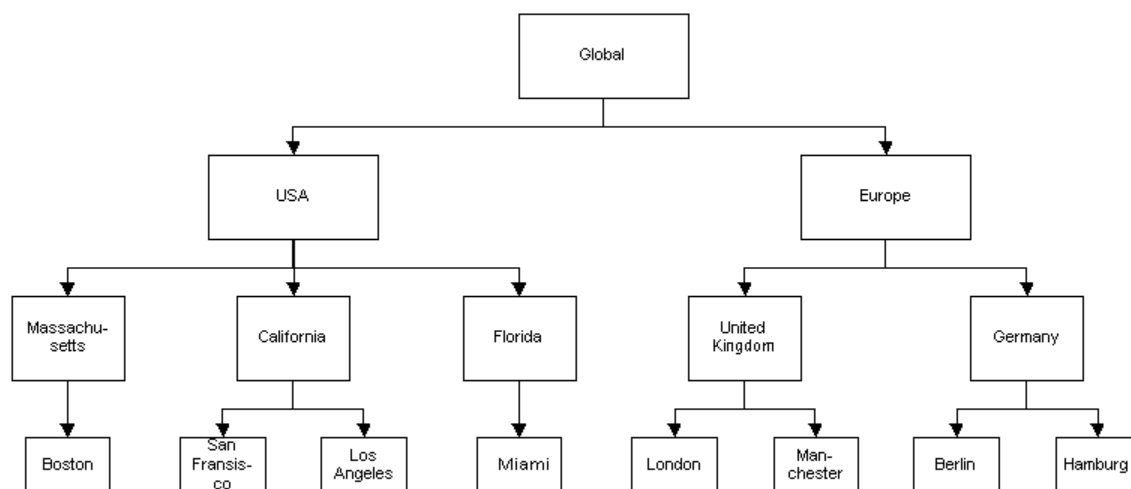 Global
USA
Europe
Massachu-
setts
California
Florida
United
Kingdom
Germany
Boston
San
Fransis-
co
Los
Angeles
Miami
London
Man-
chester
Berlin
Hamburg